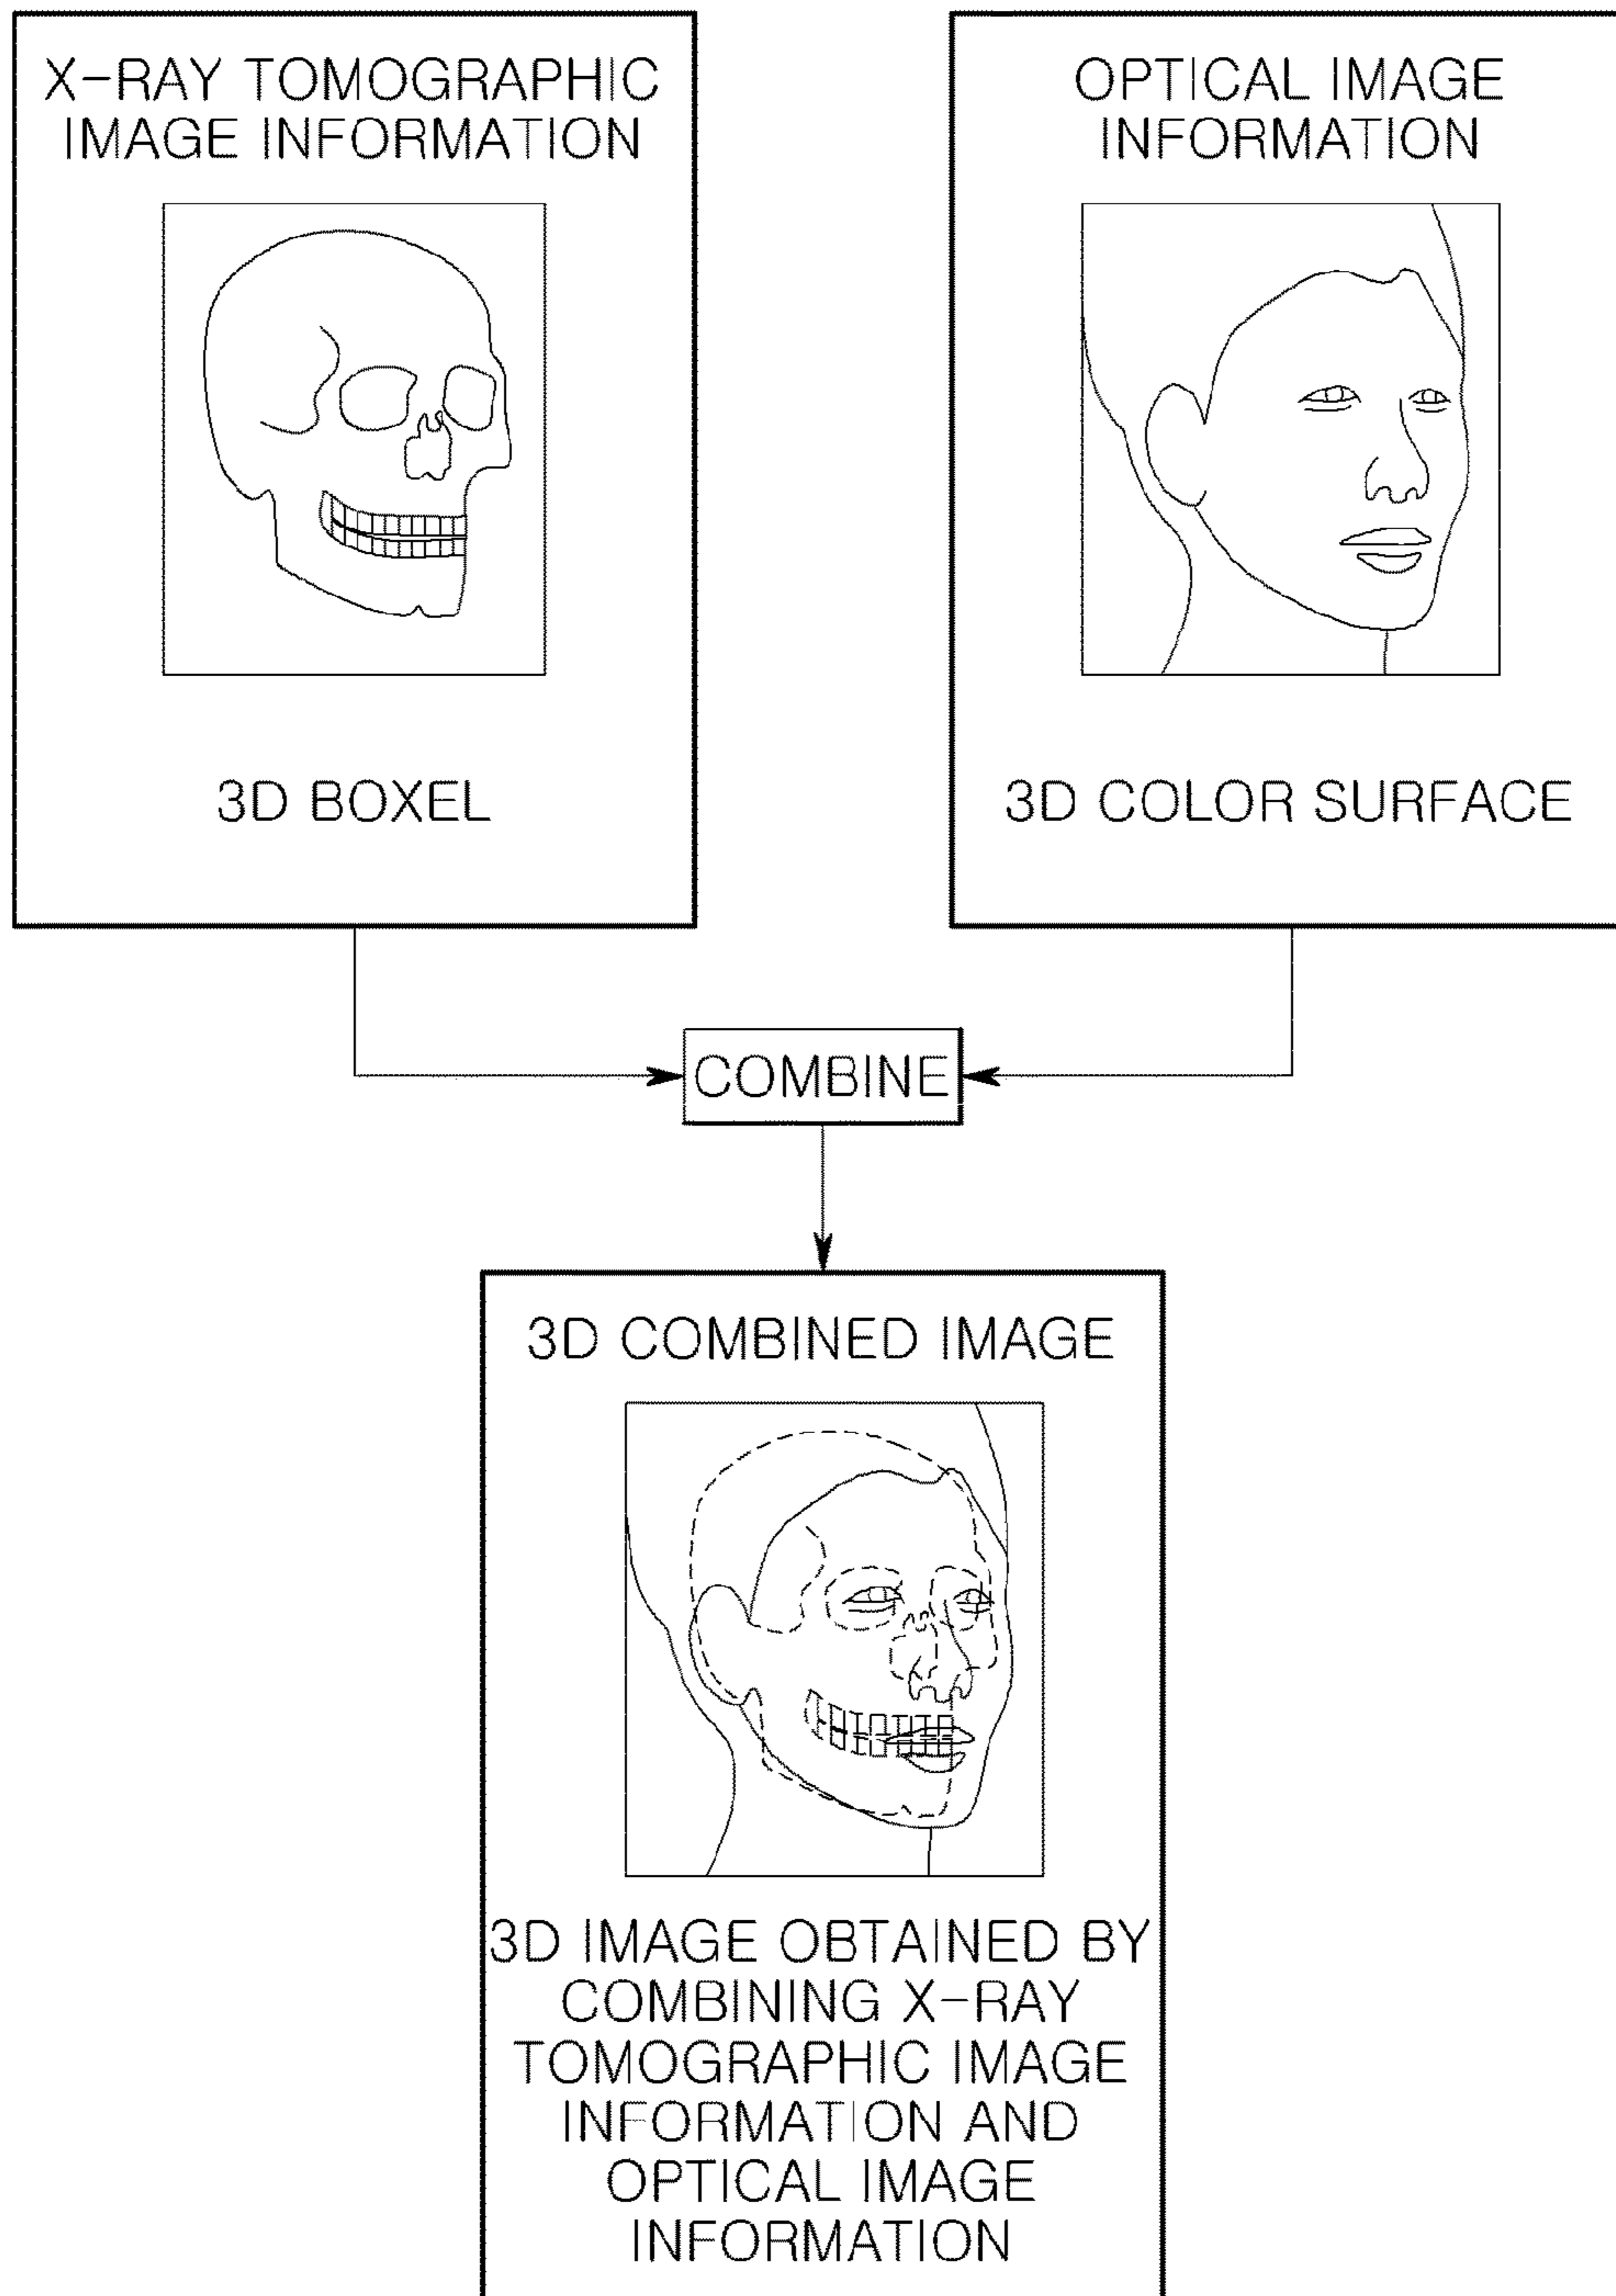 X-RAY TOMOGRAPHIC
IMAGE INFORMATION
3D BOXEL
OPTICAL IMAGE
INFORMATION
3D COLOR SURFACE
COMBINE
3D COMBINED IMAGE
3D IMAGE OBTAINED BY
COMBINING X-RAY
TOMOGRAPHIC IMAGE
INFORMATION AND
OPTICAL IMAGE
INFORMATION